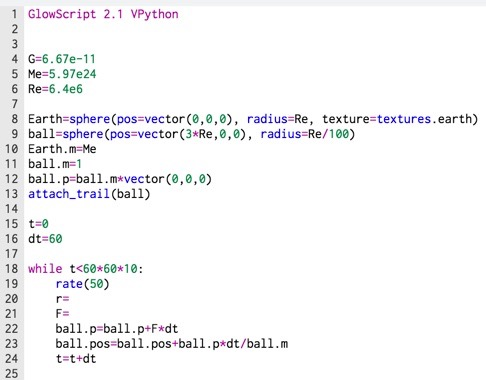 1 GlowScript 2.1 VPython
2
3
4 G=6.67e-11
5 Me=5.97e24
6 Re=6.4e6
7
8 Earth=sphere(pos=vector(0,0,0), radius=Re, texture=textures.earth)
9 ball=sphere(pos=vector(3*Re,0,0), radius=Re/100)
10 Earth.m=Me
11 ball.m=1
12 ball.p=ball.m*vector(0,0,0)
13 attach_trail(ball)
14
15 t=0
16 dt=60
17
18 while t<60*60*10:
19     rate(50)
20     r=
21     F=
22     ball.p=ball.p+F*dt
23     ball.pos=ball.pos+ball.p*dt/ball.m
24     t=t+dt
25